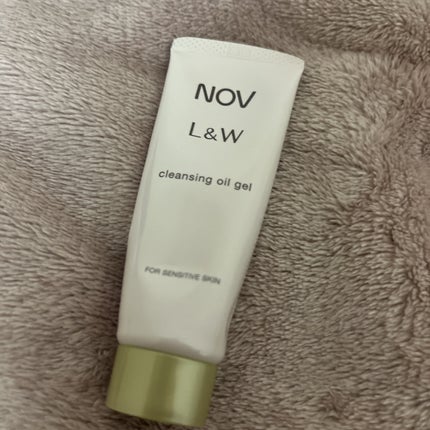 NOV
L&W
cleansing oil gel
FOR SENSITIVE SKIN